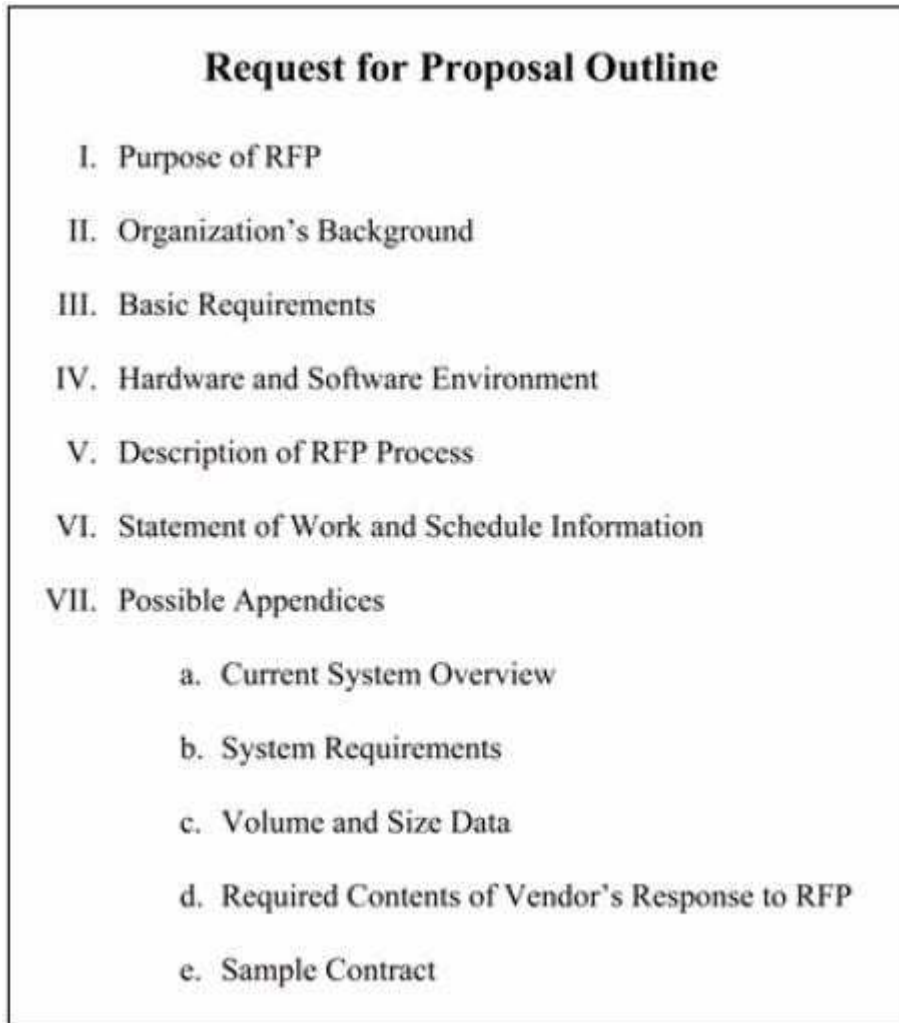 Request for Proposal Outline
I. Purpose of RFP
II. Organization's Background
III. Basic Requirements
IV. Hardware and Software Environment
V. Description of RFP Process
VI. Statement of Work and Schedule Information
VII. Possible Appendices
a. Current System Overview
b. System Requirements
c. Volume and Size Data
d. Required Contents of Vendor's Response to RFP
e. Sample Contract